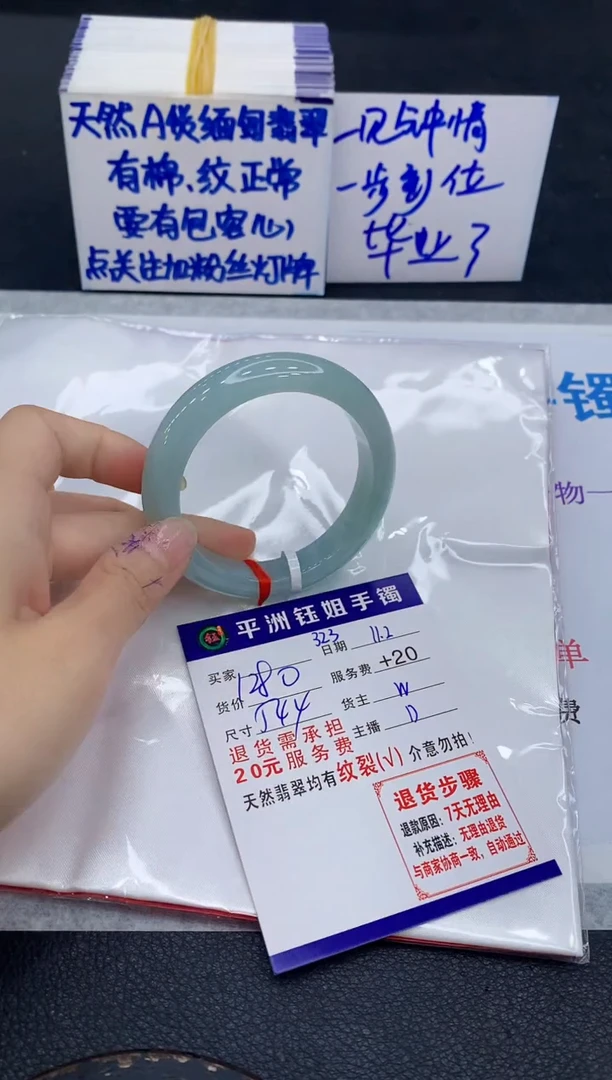 天然A货缅甸翡翠
有棉、纹正常
要有包容心
点关注加粉丝灯牌
一见钟情
一步到位
毕业了
镯
物一
单
费
平洲钰姐手镯
323 日期 11.2
买家
1280 服务费 +20
货价
尺寸 544 货主 W
退货需承担 主播 D
20元服务费
天然翡翠均有纹裂(√) 介意勿拍!
退货步骤
退款原因:7天无理由
补充描述:无理由退货
与商家协商一致,自动通过